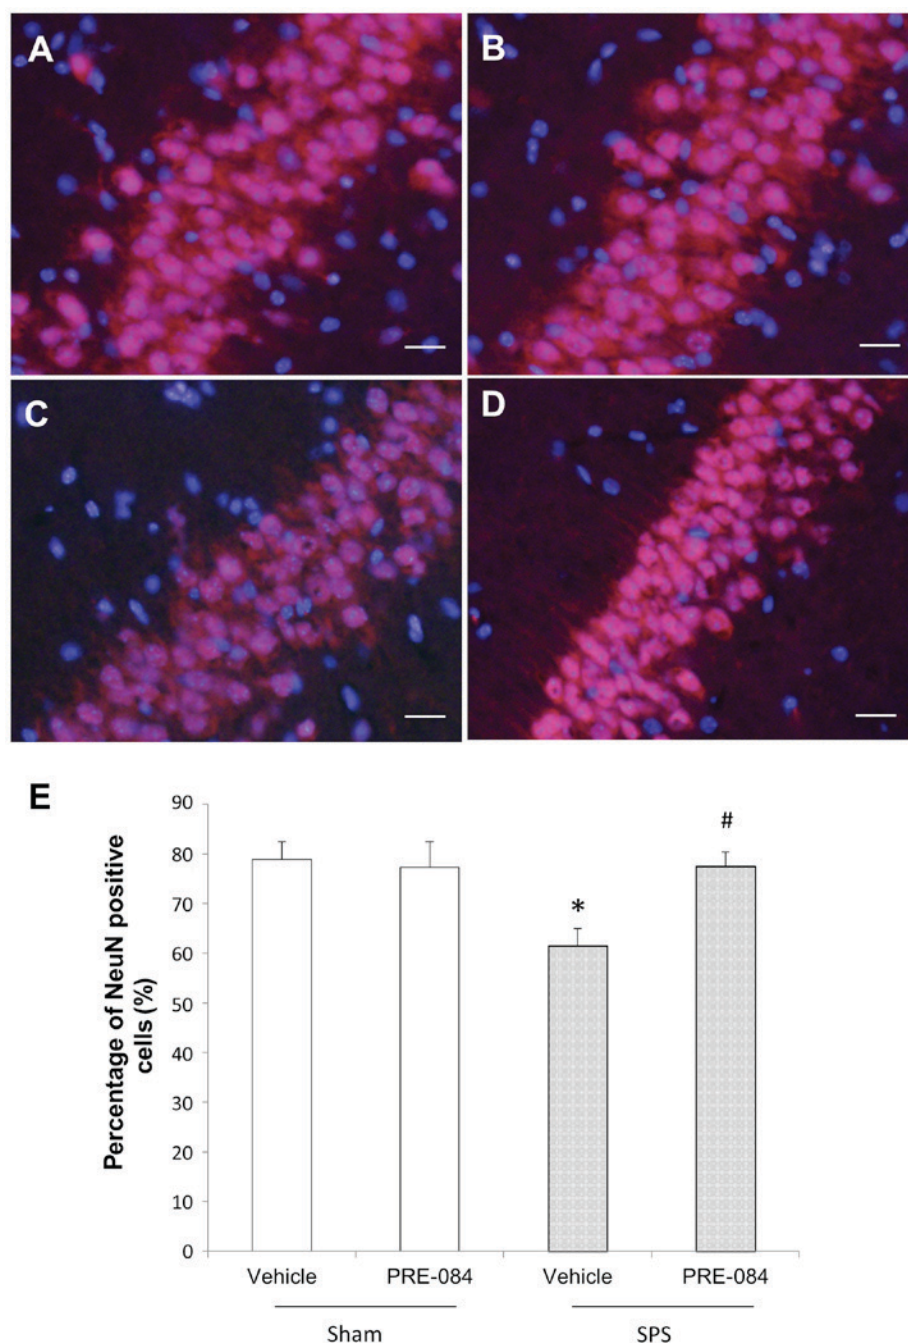 A
B
C
D
E
Percentage of NeuN positive
cells (%)
90
80
70
60
50
40
30
20
10
0
*
#
Vehicle PRE-084 Vehicle PRE-084
Sham SPS